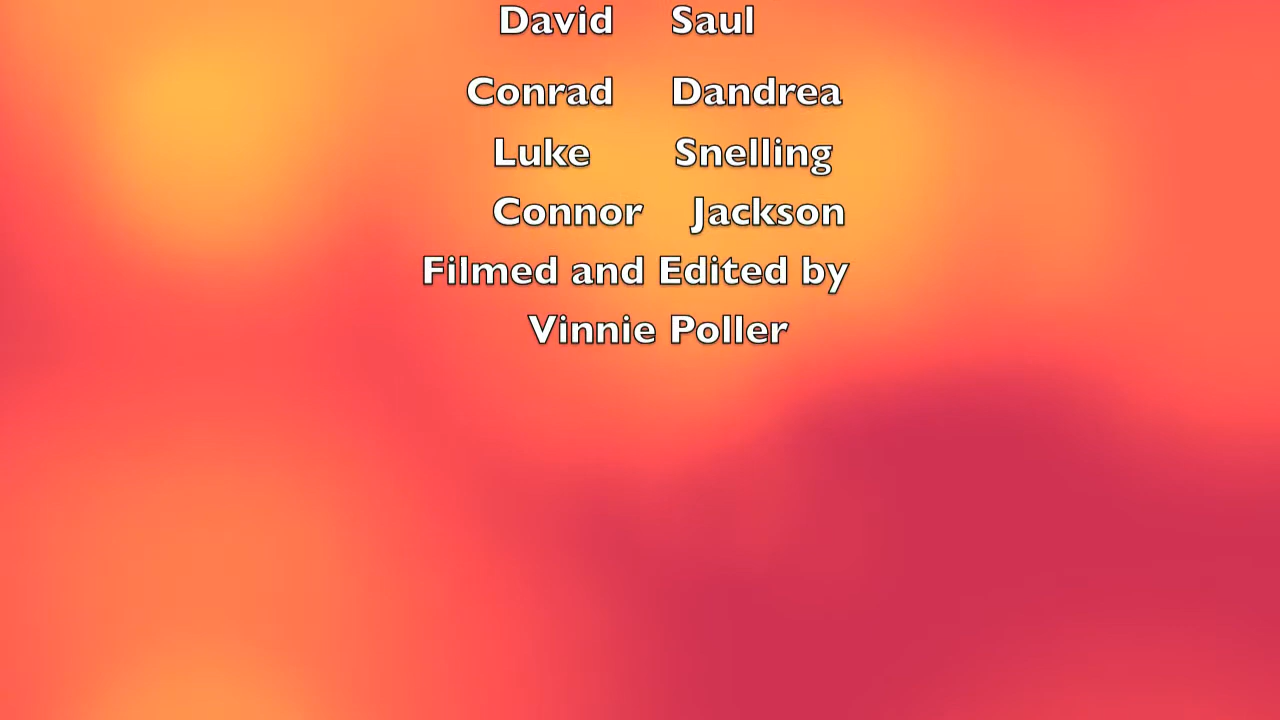 David Saul
Conrad Dandrea
Luke Snelling
Connor Jackson
Filmed and Edited by
Vinnie Poller